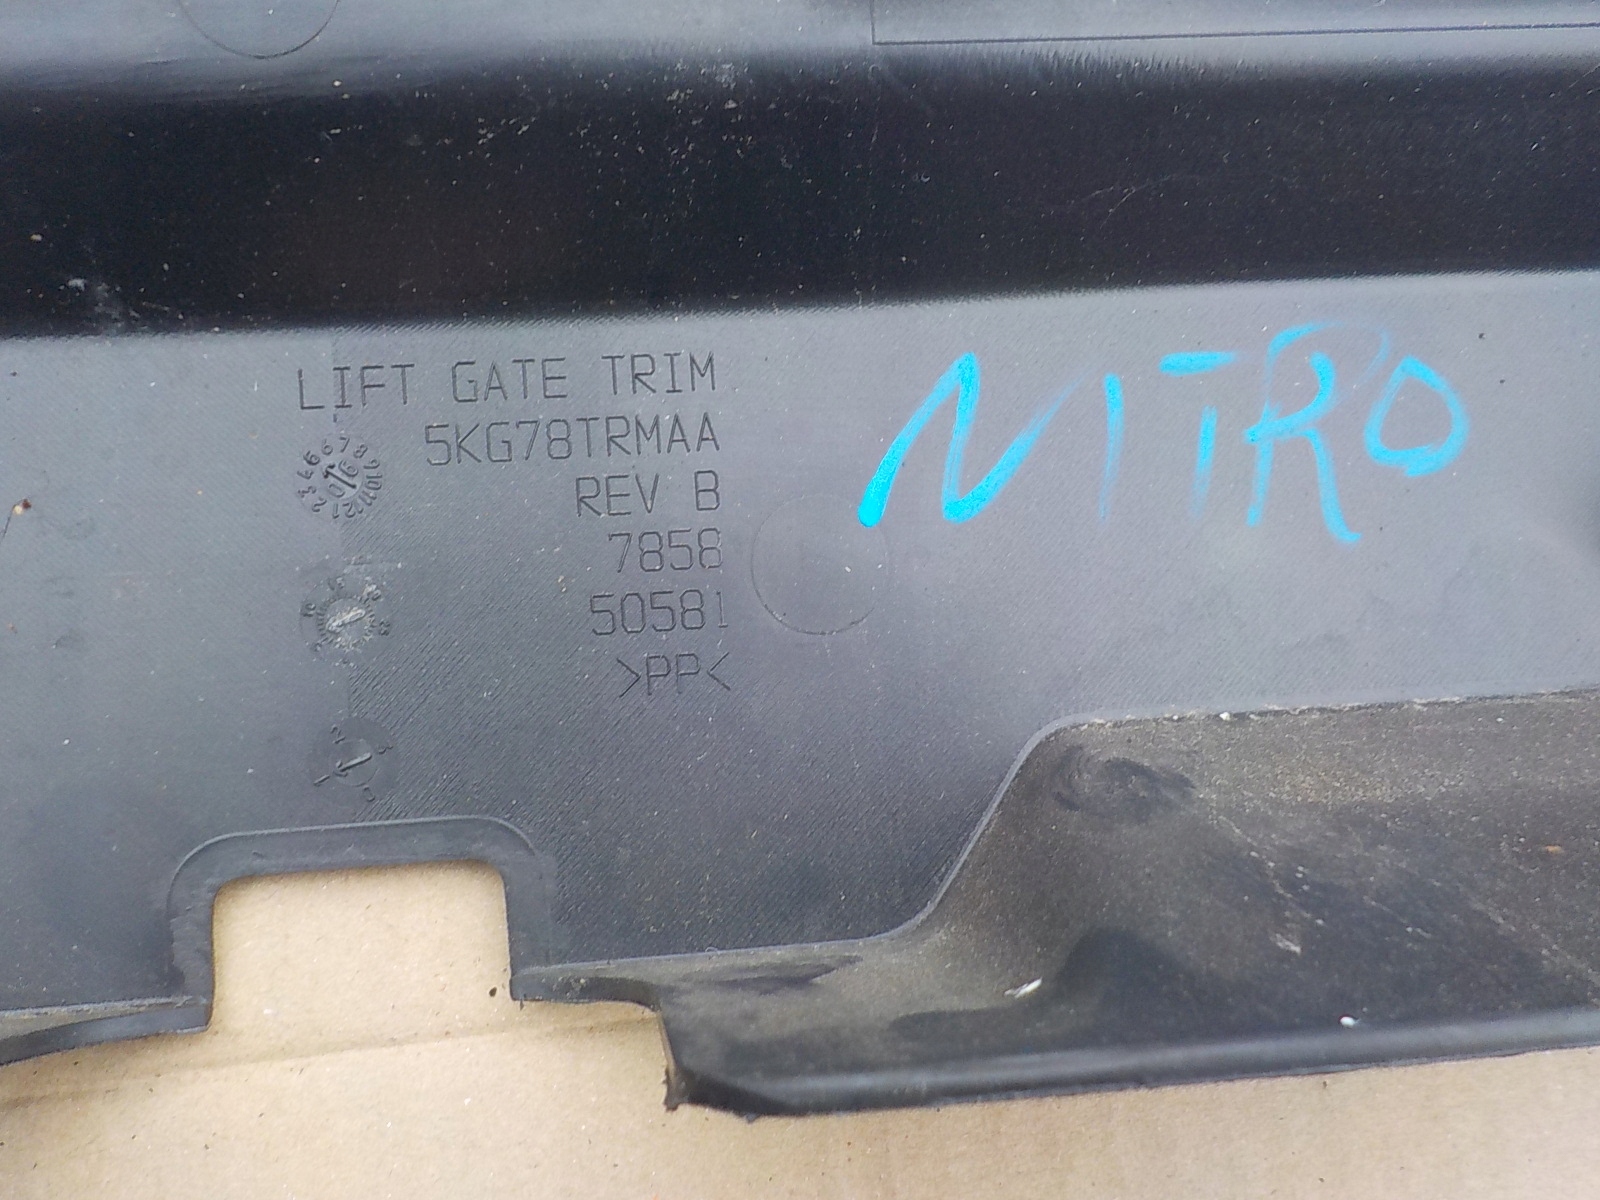 LIFT GATE TRIM
5KG78TRMAA
REV B
7858
50581
>PP<
NITRO